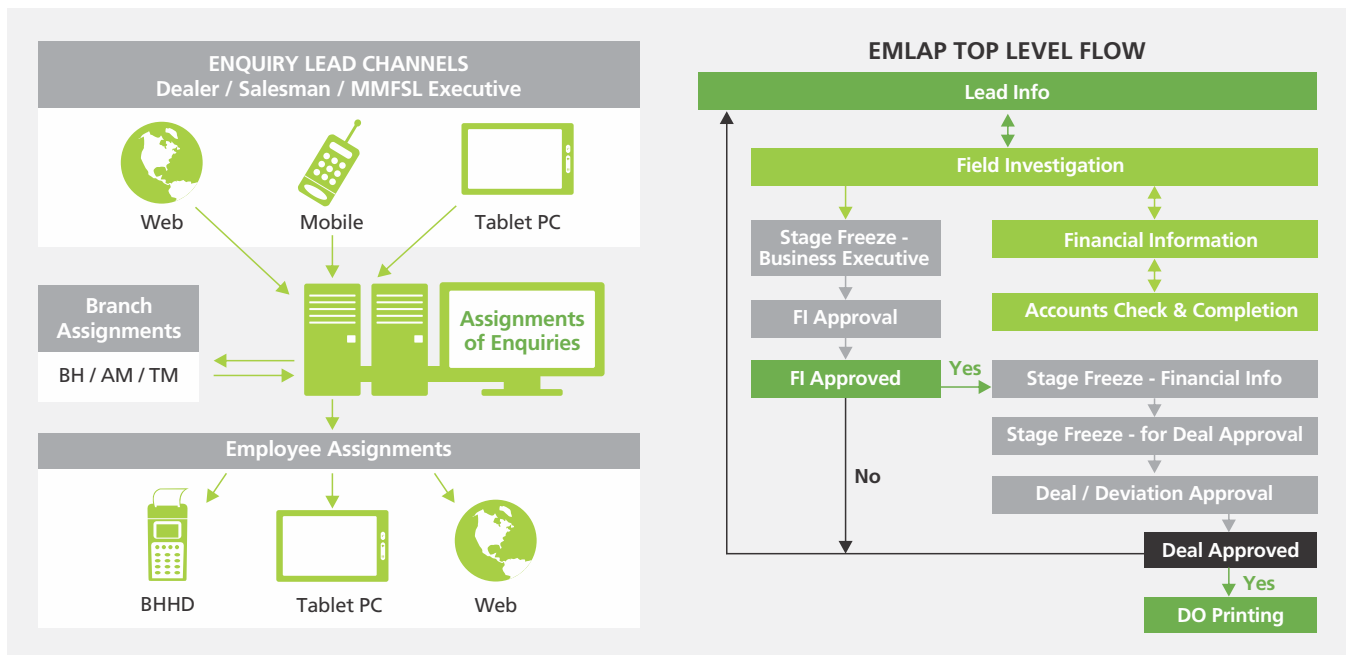 ENQUIRY LEAD CHANNELS
Dealer / Salesman / MMFSL Executive
Web
Mobile
Tablet PC
Branch
Assignments
BH / AM / TM
Assignments
of Enquiries
Employee Assignments
BHHD
Tablet PC
Web
EMLAP TOP LEVEL FLOW
Lead Info
Field Investigation
Stage Freeze -
Business Executive
Financial Information
FI Approval
Accounts Check & Completion
FI Approved
Yes
Stage Freeze - Financial Info
Stage Freeze - for Deal Approval
No
Deal / Deviation Approval
Deal Approved
Yes
DO Printing